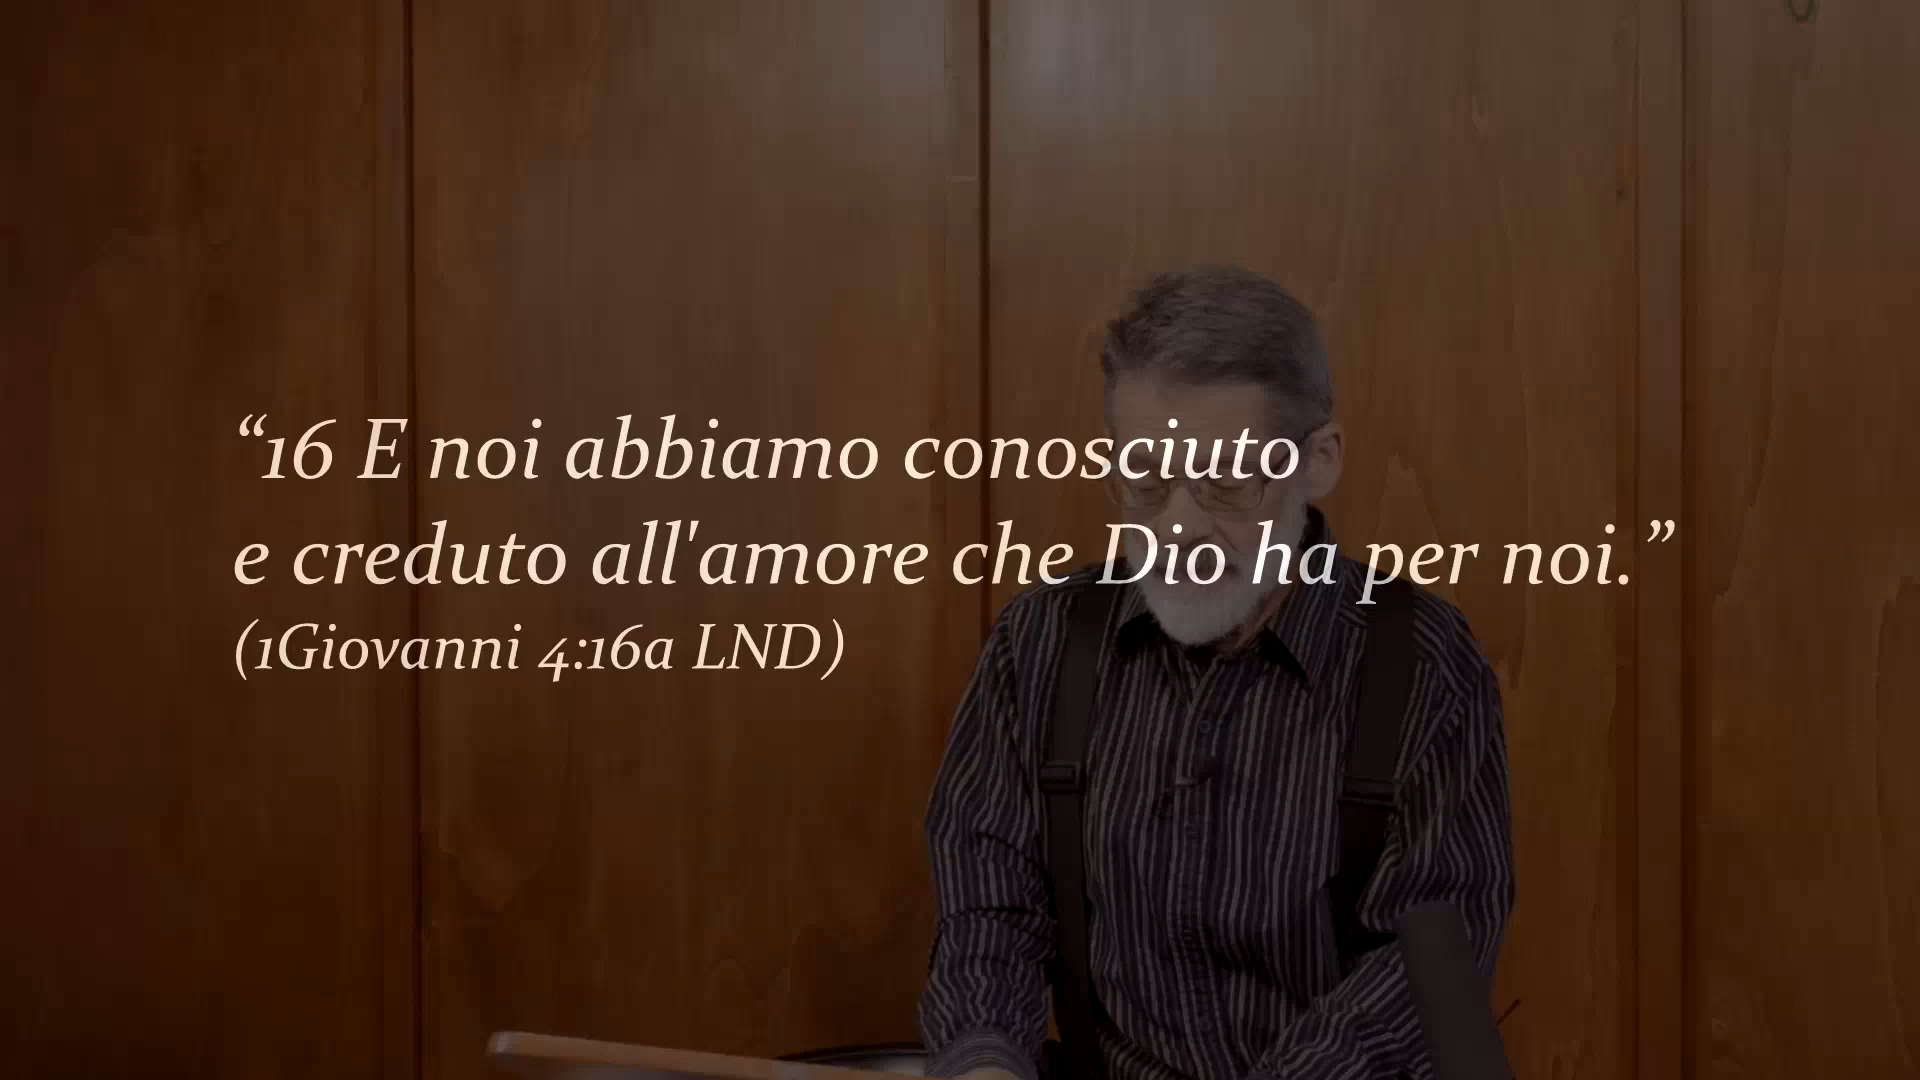 “16 E noi abbiamo conosciuto
e creduto all'amore che Dio ha per noi.”
(1Giovanni 4:16a LND)